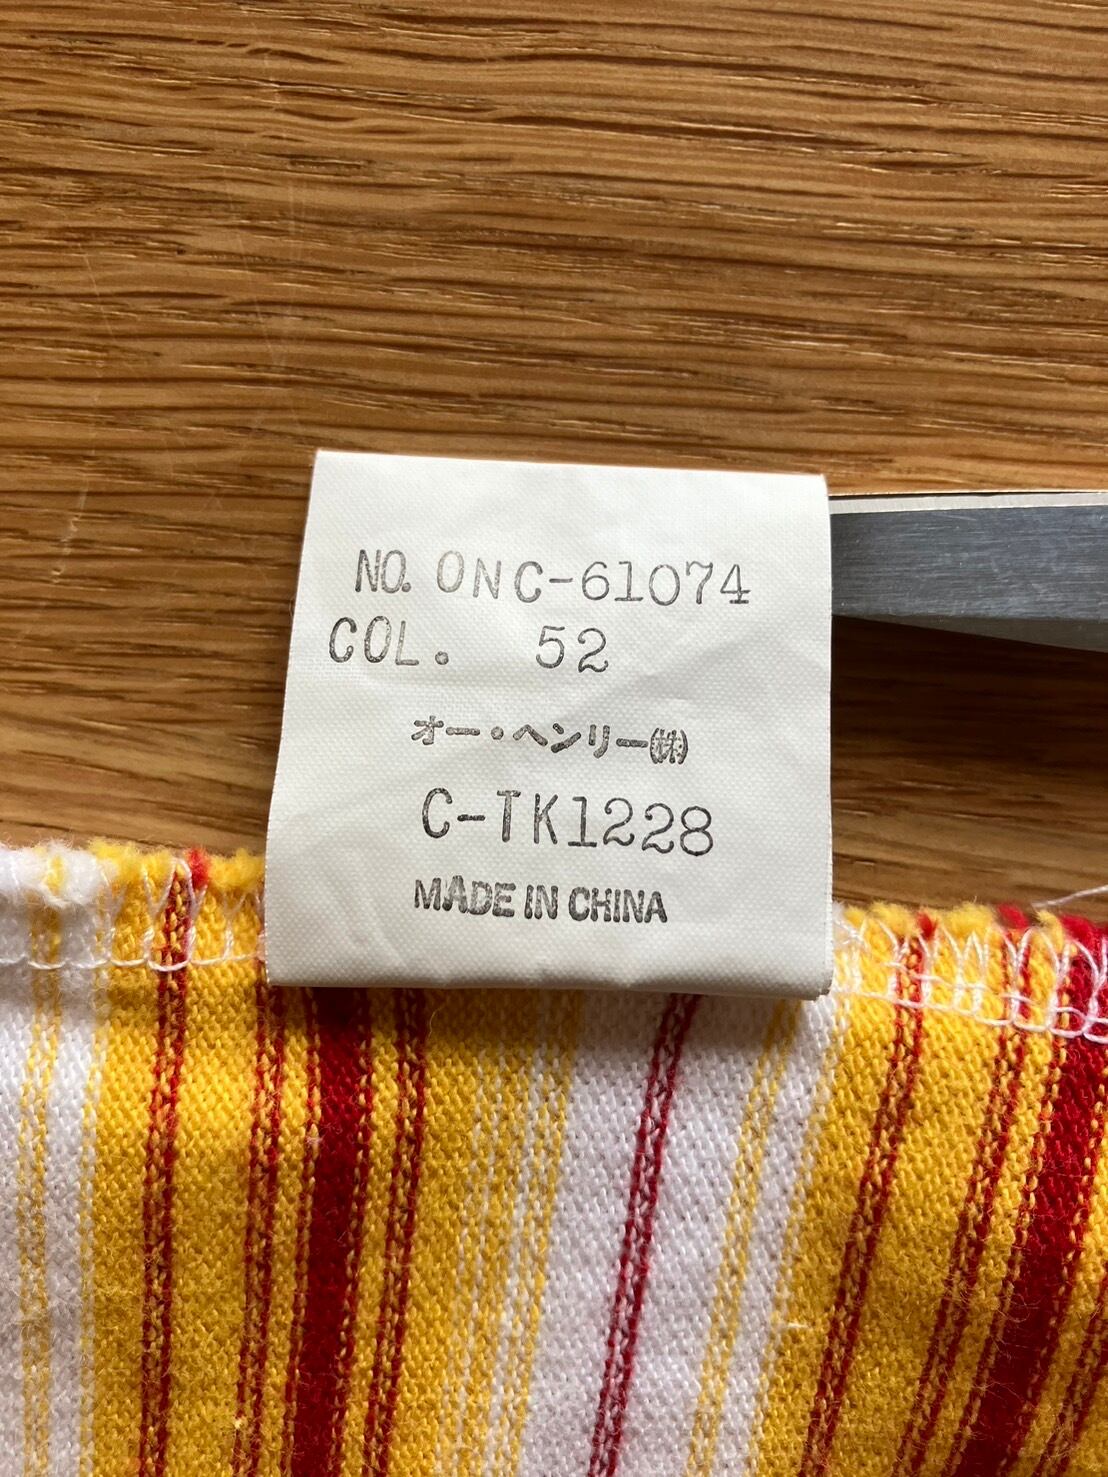 NO. ONC-61074
COL. 52
オー・ヘンリー㈱
C-TK1228
MADE IN CHINA